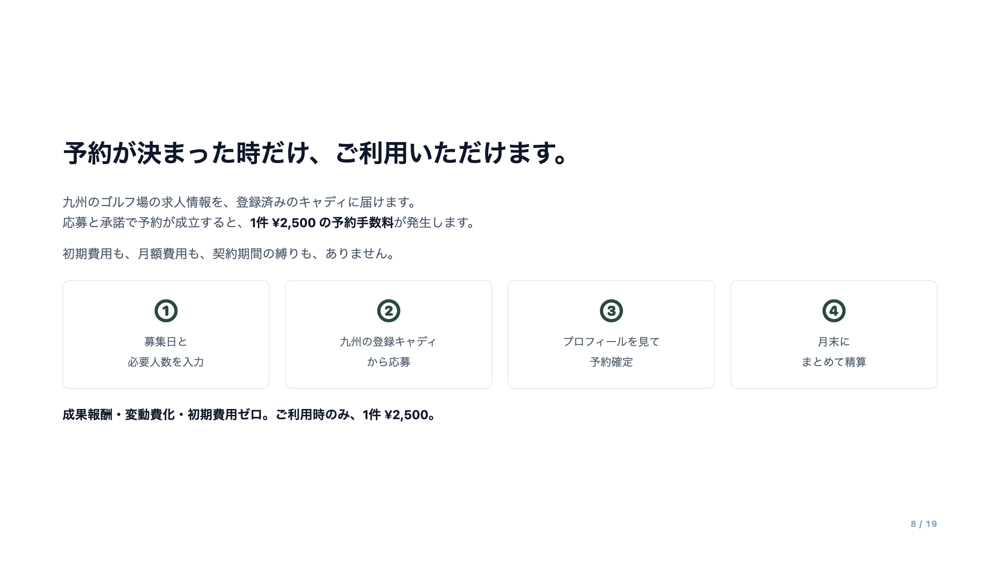 予約が決まった時だけ、ご利用いただけます。
九州のゴルフ場の求人情報を、登録済みのキャディに届けます。
応募と承諾で予約が成立すると、1件 ¥2,500 の予約手数料が発生します。
初期費用も、月額費用も、契約期間の縛りも、ありません。
①
募集日と
必要人数を入力
②
九州の登録キャディ
から応募
③
プロフィールを見て
予約確定
④
月末に
まとめて精算
成果報酬・変動費化・初期費用ゼロ。ご利用時のみ、1件 ¥2,500。
8 / 19